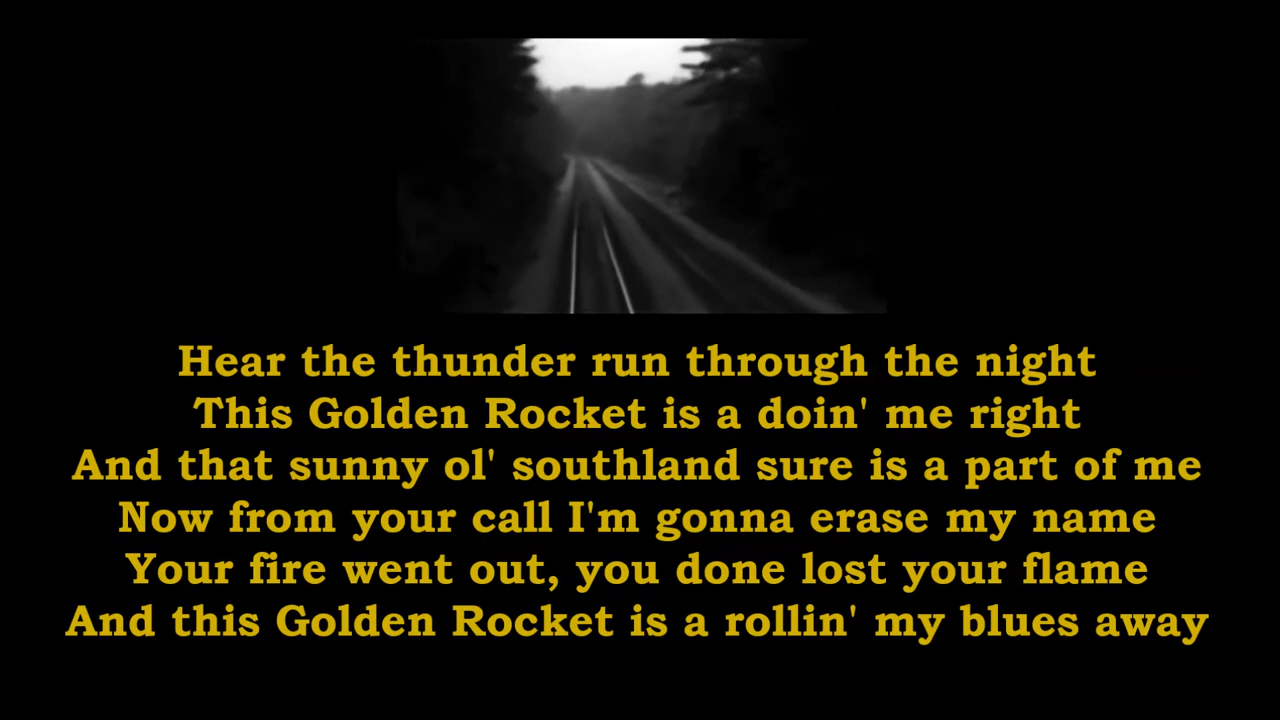 Hear the thunder run through the night
This Golden Rocket is a doin' me right
And that sunny ol' southland sure is a part of me
Now from your call I'm gonna erase my name
Your fire went out, you done lost your flame
And this Golden Rocket is a rollin' my blues away